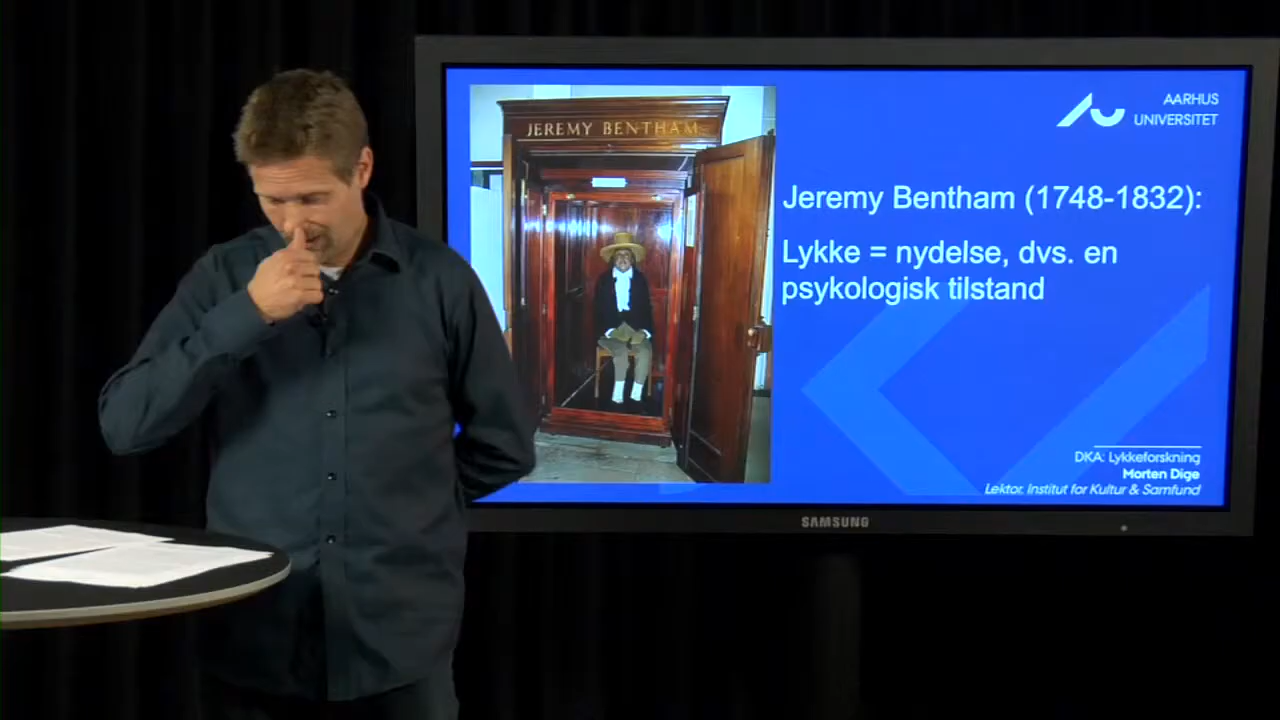 JEREMY BENTHAM
AARHUS
UNIVERSITET
Jeremy Bentham (1748-1832):
Lykke = nydelse, dvs. en
psykologisk tilstand
DKA: Lykkeforskning
Morten Dige
Lektor, Institut for Kultur & Samfund
SAMSUNG